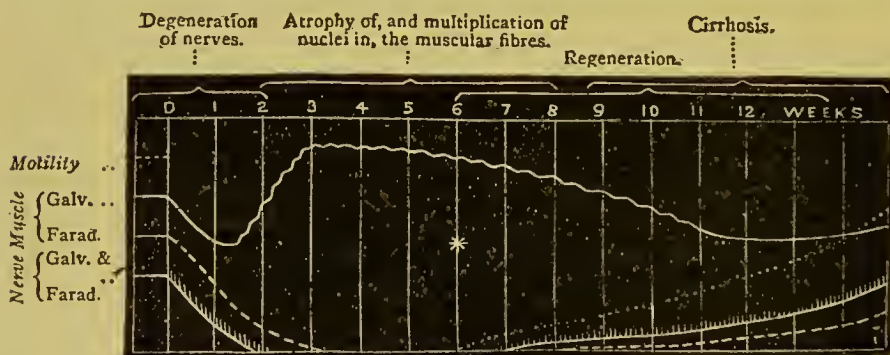 Degeneration
of nerves.
Atrophy of, and multiplication of
nuclei in, the muscular fibres.
Regeneration.
Cirrhosis.
0 1 2 3 4 5 6 7 8 9 10 11 12 WEEKS
Motility
Nerve Muscle
Galv.
Farad.
Galv. &
Farad.